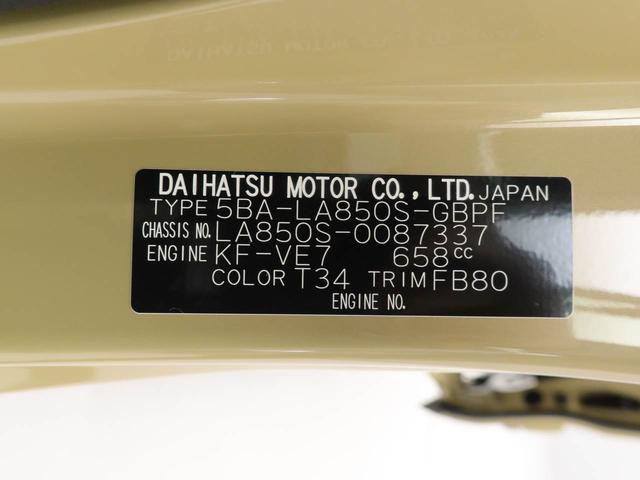 DAIHATSU MOTOR CO., LTD. JAPAN
TYPE 5BA-LA850S-GBPF
CHASSIS NO. LA850S-0087337
ENGINE KF-VE7 658cc
COLOR T34 TRIM FB80
ENGINE NO.